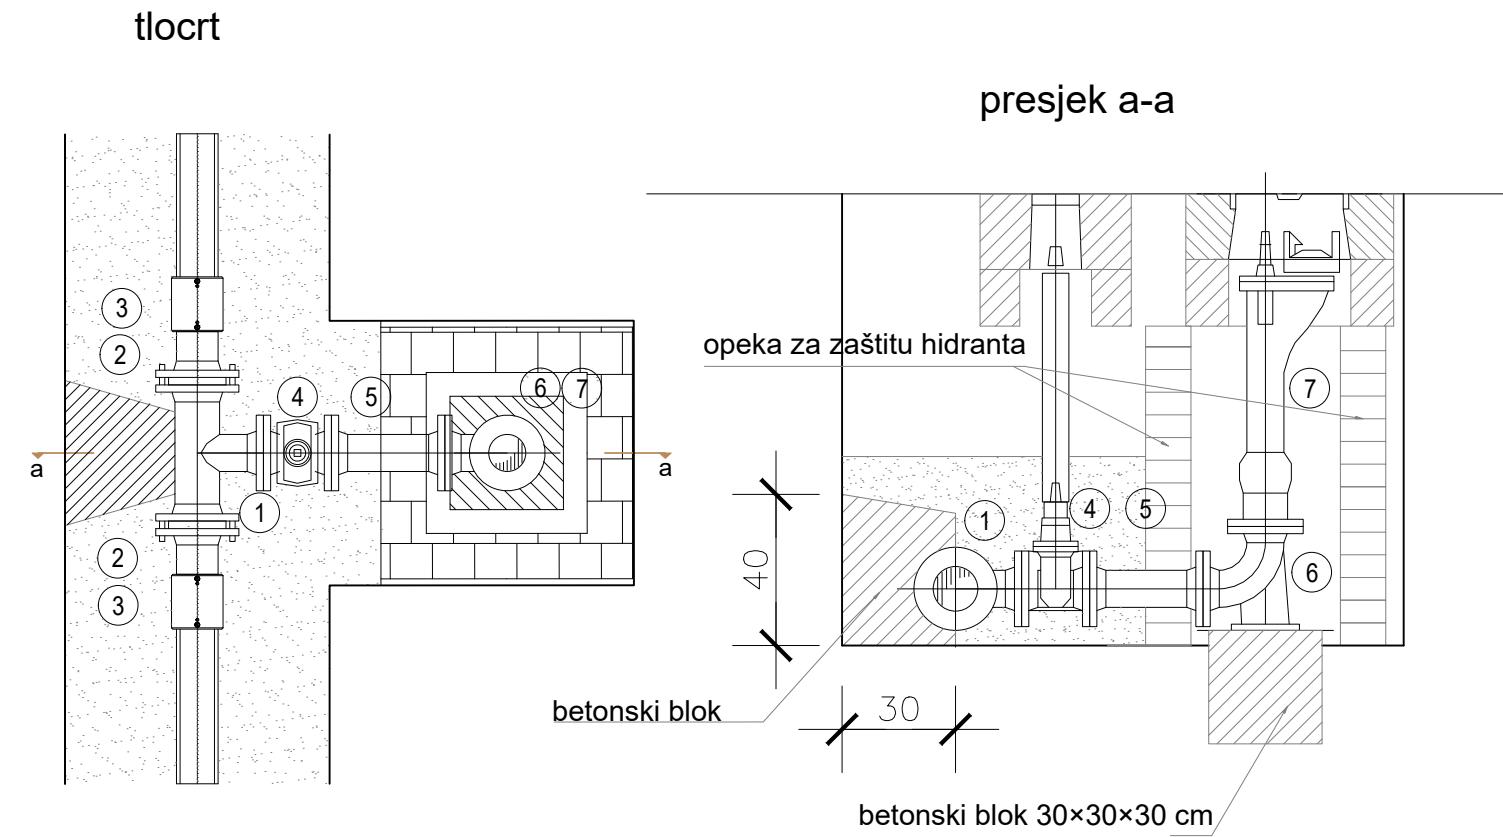 tlocrt
presjek a-a
3
2
4
5
6
7
a
a
1
2
3
opeka za zaštitu hidranta
7
1
4
5
6
40
30
betonski blok
betonski blok 30×30×30 cm